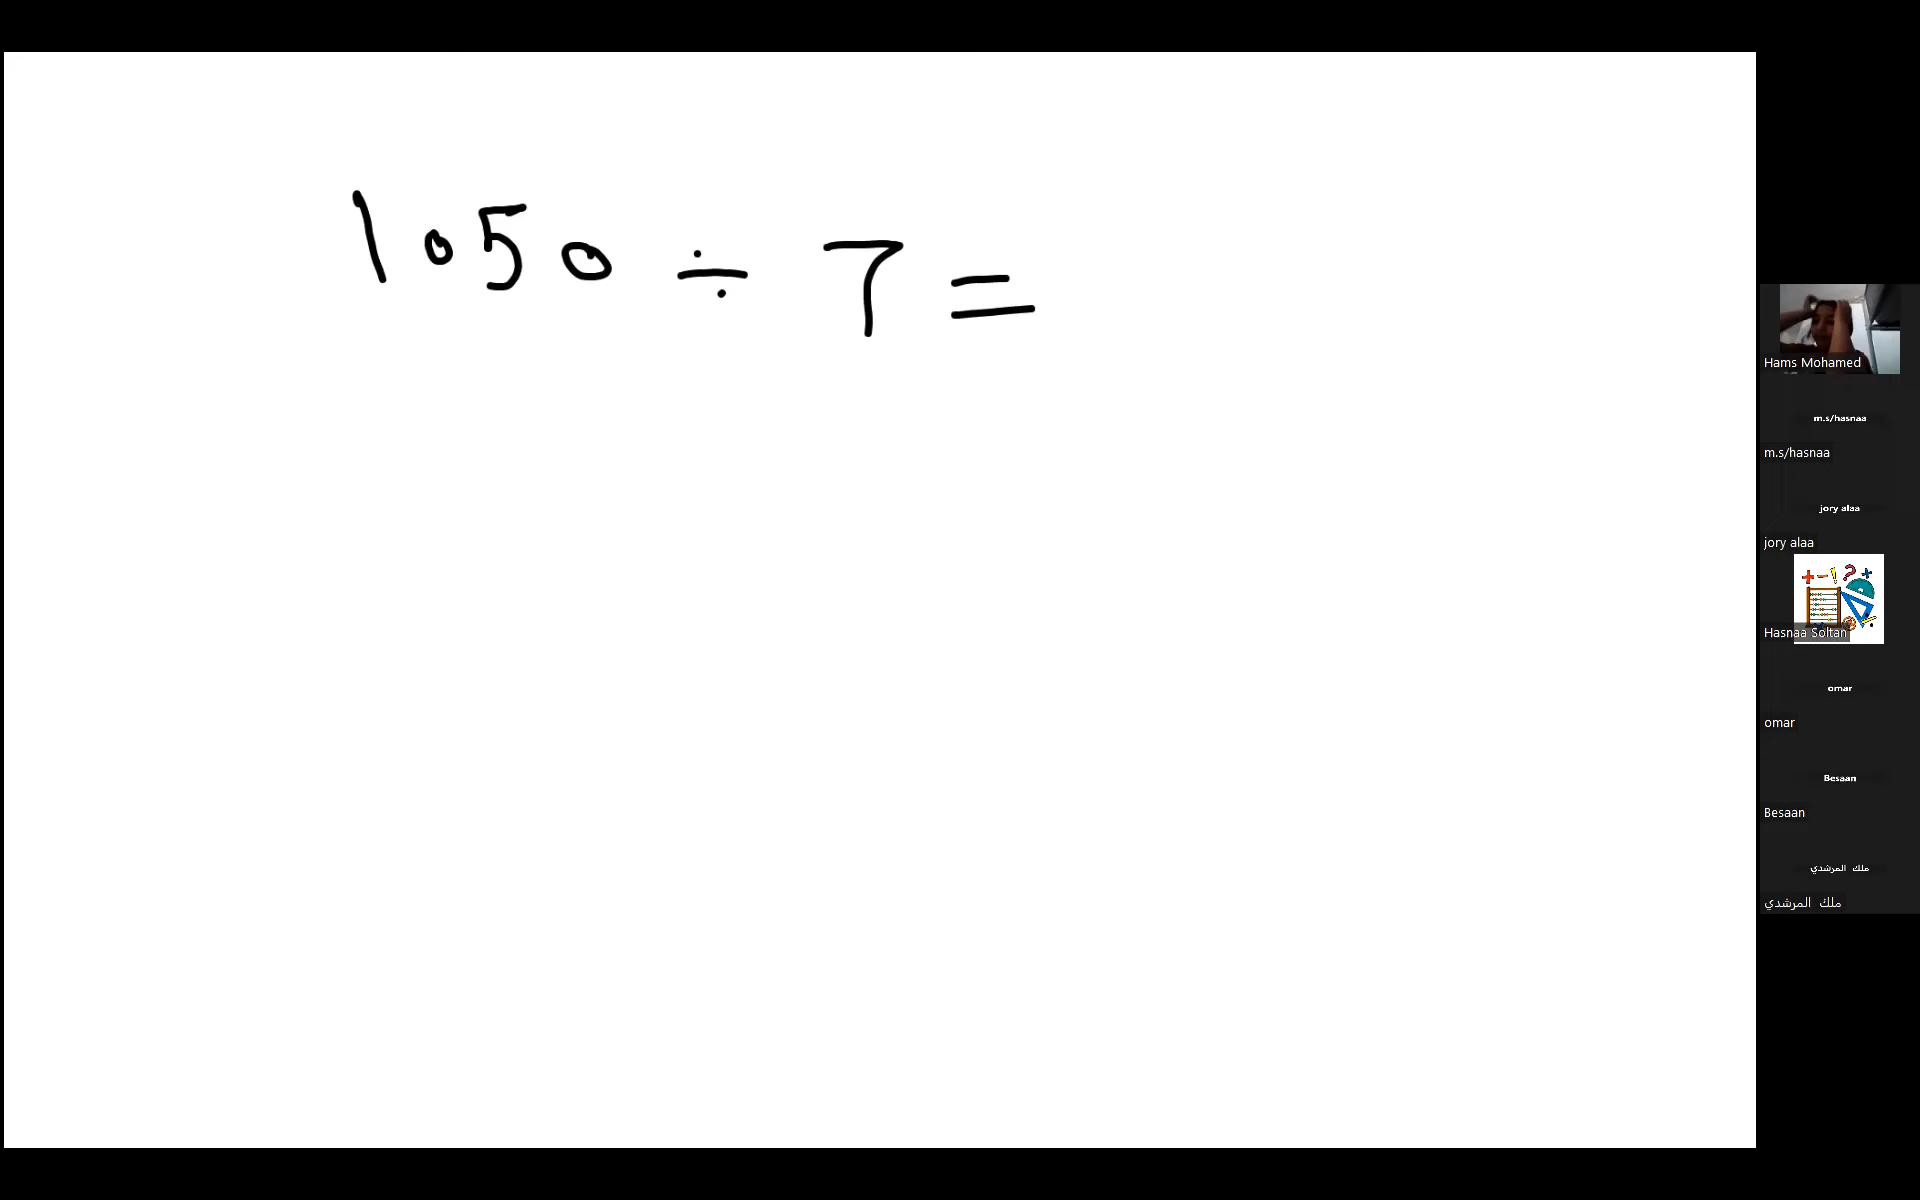 1050 ÷ 7 =
Hams Mohamed
m.s/hasnaa
m.s/hasnaa
jory alaa
jory alaa
Hasnaa Soltan
omar
omar
Besaan
Besaan
ملك المرشدي
ملك المرشدي